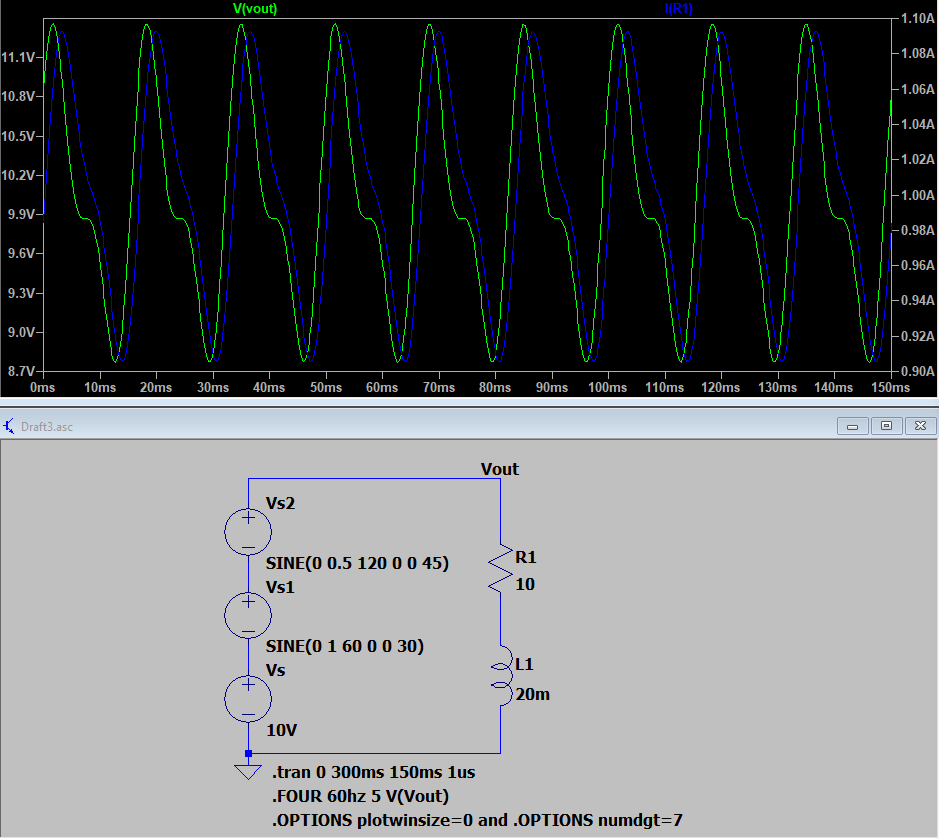 V(vout) I(R1)
1.10A
11.1V 1.08A
10.8V 1.06A
10.5V 1.04A
10.2V 1.02A
9.9V 1.00A
9.6V 0.98A
9.3V 0.96A
9.0V 0.94A
8.7V 0.92A
0.90A
0ms 10ms 20ms 30ms 40ms 50ms 60ms 70ms 80ms 90ms 100ms 110ms 120ms 130ms 140ms 150ms
Draft3.asc
Vout
Vs2
SINE(0 0.5 120 0 0 45)
Vs1
R1
10
SINE(0 1 60 0 0 30)
Vs
L1
20m
10V
.tran 0 300ms 150ms 1us
.FOUR 60hz 5 V(Vout)
.OPTIONS plotwinsize=0 and .OPTIONS numdgt=7